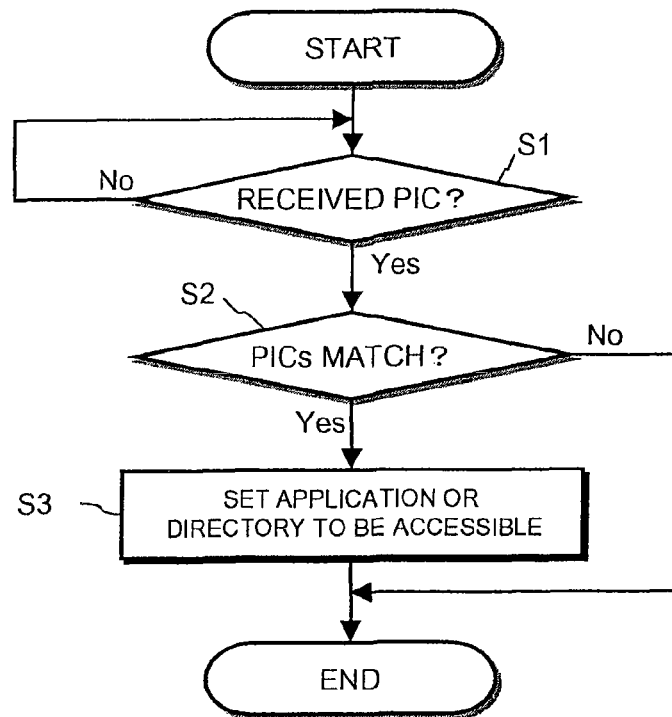 START
S1
RECEIVED PIC?
No
Yes
S2
PICs MATCH?
No
Yes
S3
SET APPLICATION OR
DIRECTORY TO BE ACCESSIBLE
END